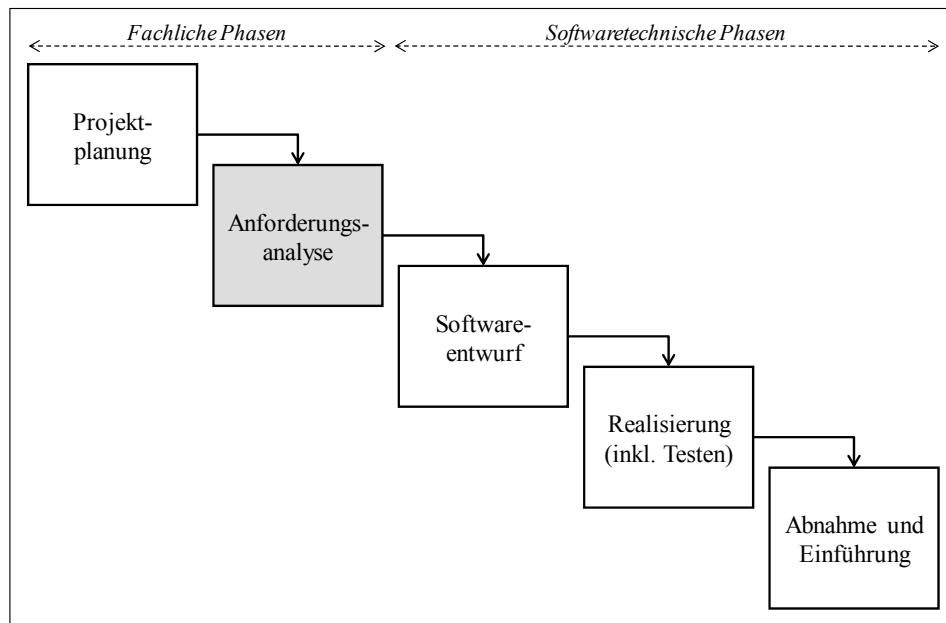 Fachliche Phasen
Softwaretechnische Phasen
Projekt-
planung
Anforderungs-
analyse
Software-
entwurf
Realisierung
(inkl. Testen)
Abnahme und
Einführung